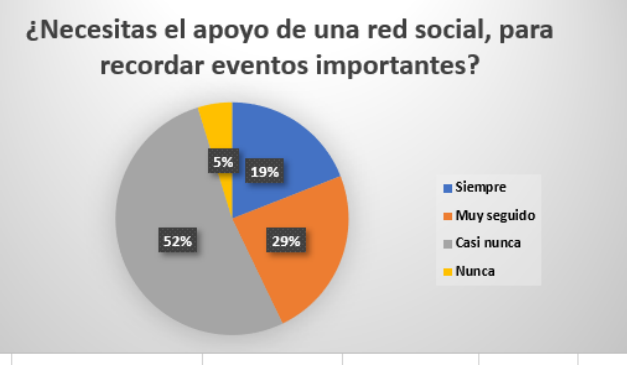 ¿Necesitas el apoyo de una red social, para
recordar eventos importantes?
5%
19%
52%
29%
Siempre
Muy seguido
Casi nunca
Nunca